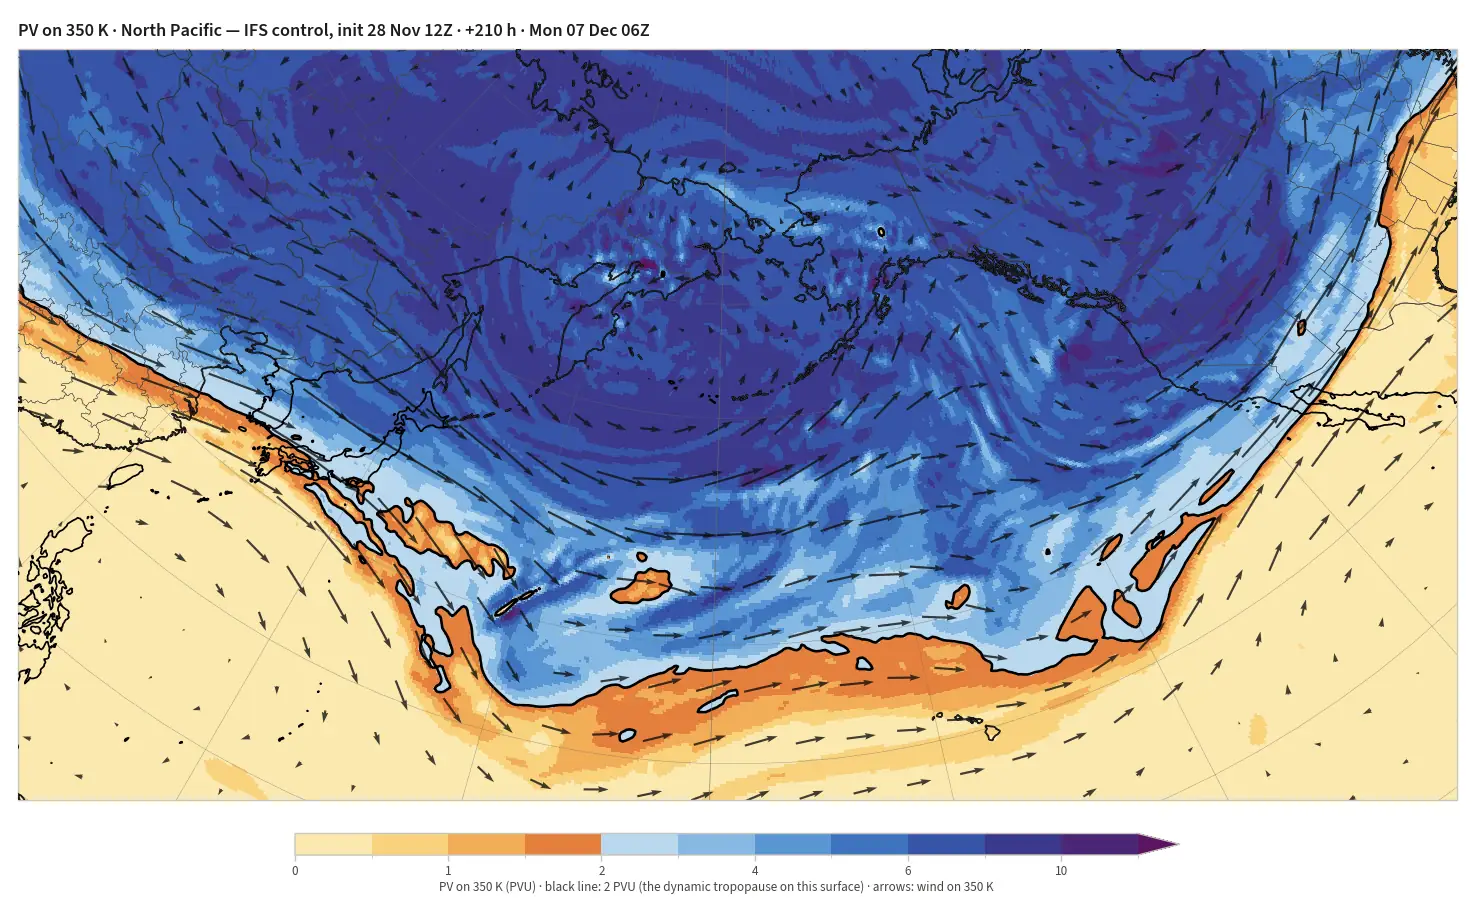 PV on 350 K · North Pacific — IFS control, init 28 Nov 12Z · +210 h · Mon 07 Dec 06Z
0 1 2 4 6 10
PV on 350 K (PVU) · black line: 2 PVU (the dynamic tropopause on this surface) · arrows: wind on 350 K